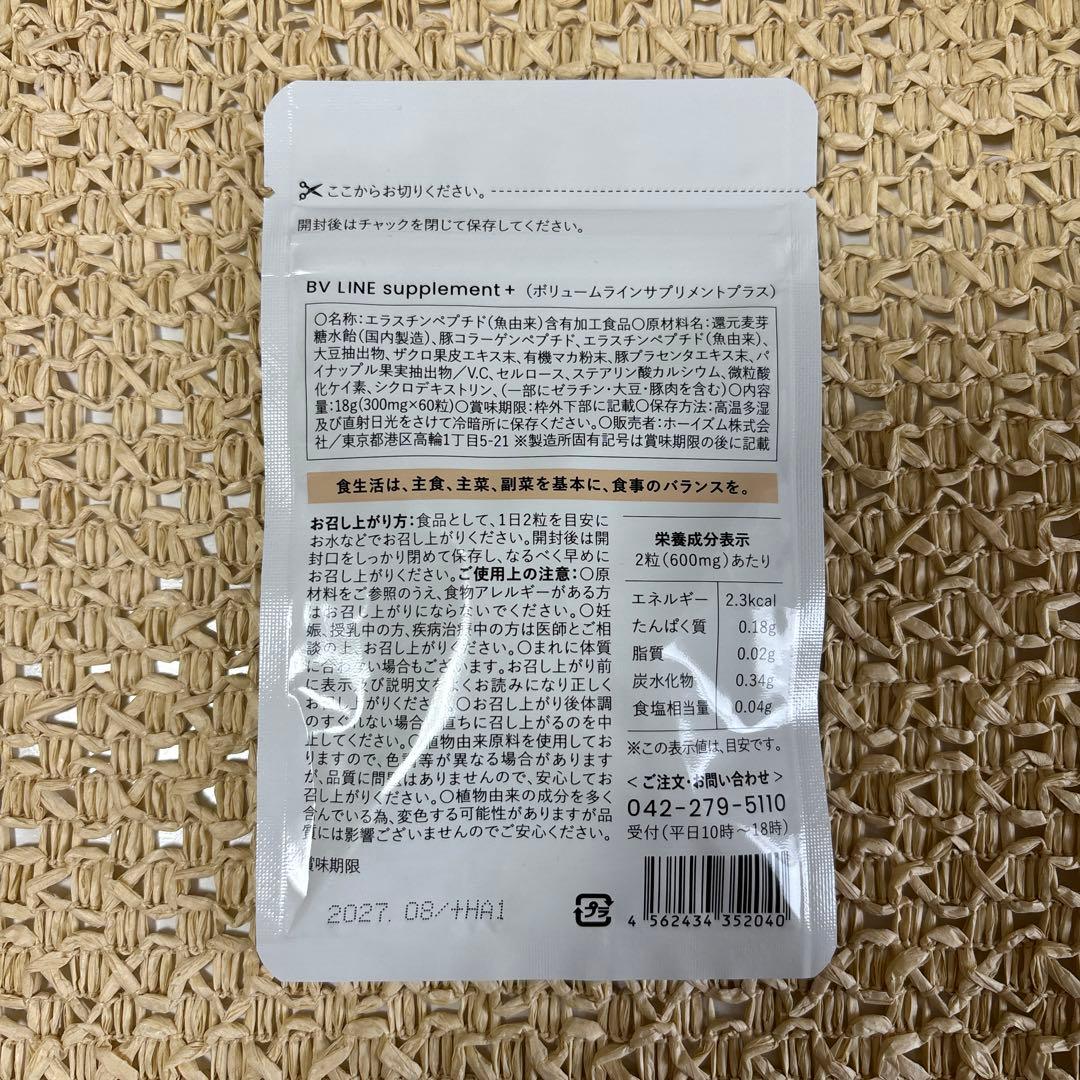 ここからお切りください。
開封後はチャックを閉じて保存してください。
BV LINE supplement+ (ボリュームラインサプリメントプラス)
〇名称:エラスチンペプチド(魚由来)含有加工食品〇原材料名:還元麦芽
糖水飴(国内製造)、豚コラーゲンペプチド、エラスチンペプチド(魚由来)、
大豆抽出物、ザクロ果皮エキス末、有機マカ粉末、豚プラセンタエキス末、パ
イナップル果実抽出物/V.C、セルロース、ステアリン酸カルシウム、微粒酸
化ケイ素、シクロデキストリン、(一部にゼラチン・大豆・豚肉を含む)〇内容
量:18g(300mg×60粒)〇賞味期限:枠外下部に記載〇保存方法:高温多湿
及び直射日光をさけて冷暗所に保存ください。〇販売者:ホーイズム株式会
社/東京都港区高輪1丁目5-21 ※製造所固有記号は賞味期限の後に記載
食生活は、主食、主菜、副菜を基本に、食事のバランスを。
お召し上がり方:食品として、1日2粒を目安に
お水などでお召し上がりください。開封後は開
封口をしっかり閉めて保存し、なるべく早めに
お召し上がりください。ご使用上の注意:〇原
材料をご参照のうえ、食物アレルギーがある方
はお召し上がりにならないでください。〇妊
娠、授乳中の方、疾病治療中の方は医師とご相
談の上、お召し上がりください。〇まれに体質
に合わない場合もございます。お召し上がり前
に表示及び説明文をよくお読みになり正しく
お召し上がりください。〇お召し上がり後体調
のすぐれない場合は直ちに召し上がるのを中
止してください。〇植物由来原料を使用してお
りますので、色調等が異なる場合があります
が、品質に問題はありませんので、安心してお
召し上がりください。〇植物由来の成分を多く
含んでいる為、変色する可能性がありますが品
質には影響ございませんのでご安心ください。
栄養成分表示
2粒(600mg)あたり
エネルギー 2.3kcal
たんぱく質 0.18g
脂質 0.02g
炭水化物 0.34g
食塩相当量 0.04g
※この表示値は、目安です。
<ご注文・お問い合わせ>
042-279-5110
受付(平日10時〜18時)
賞味期限
2027. 08/+HA1
プラ
4 562434 352040